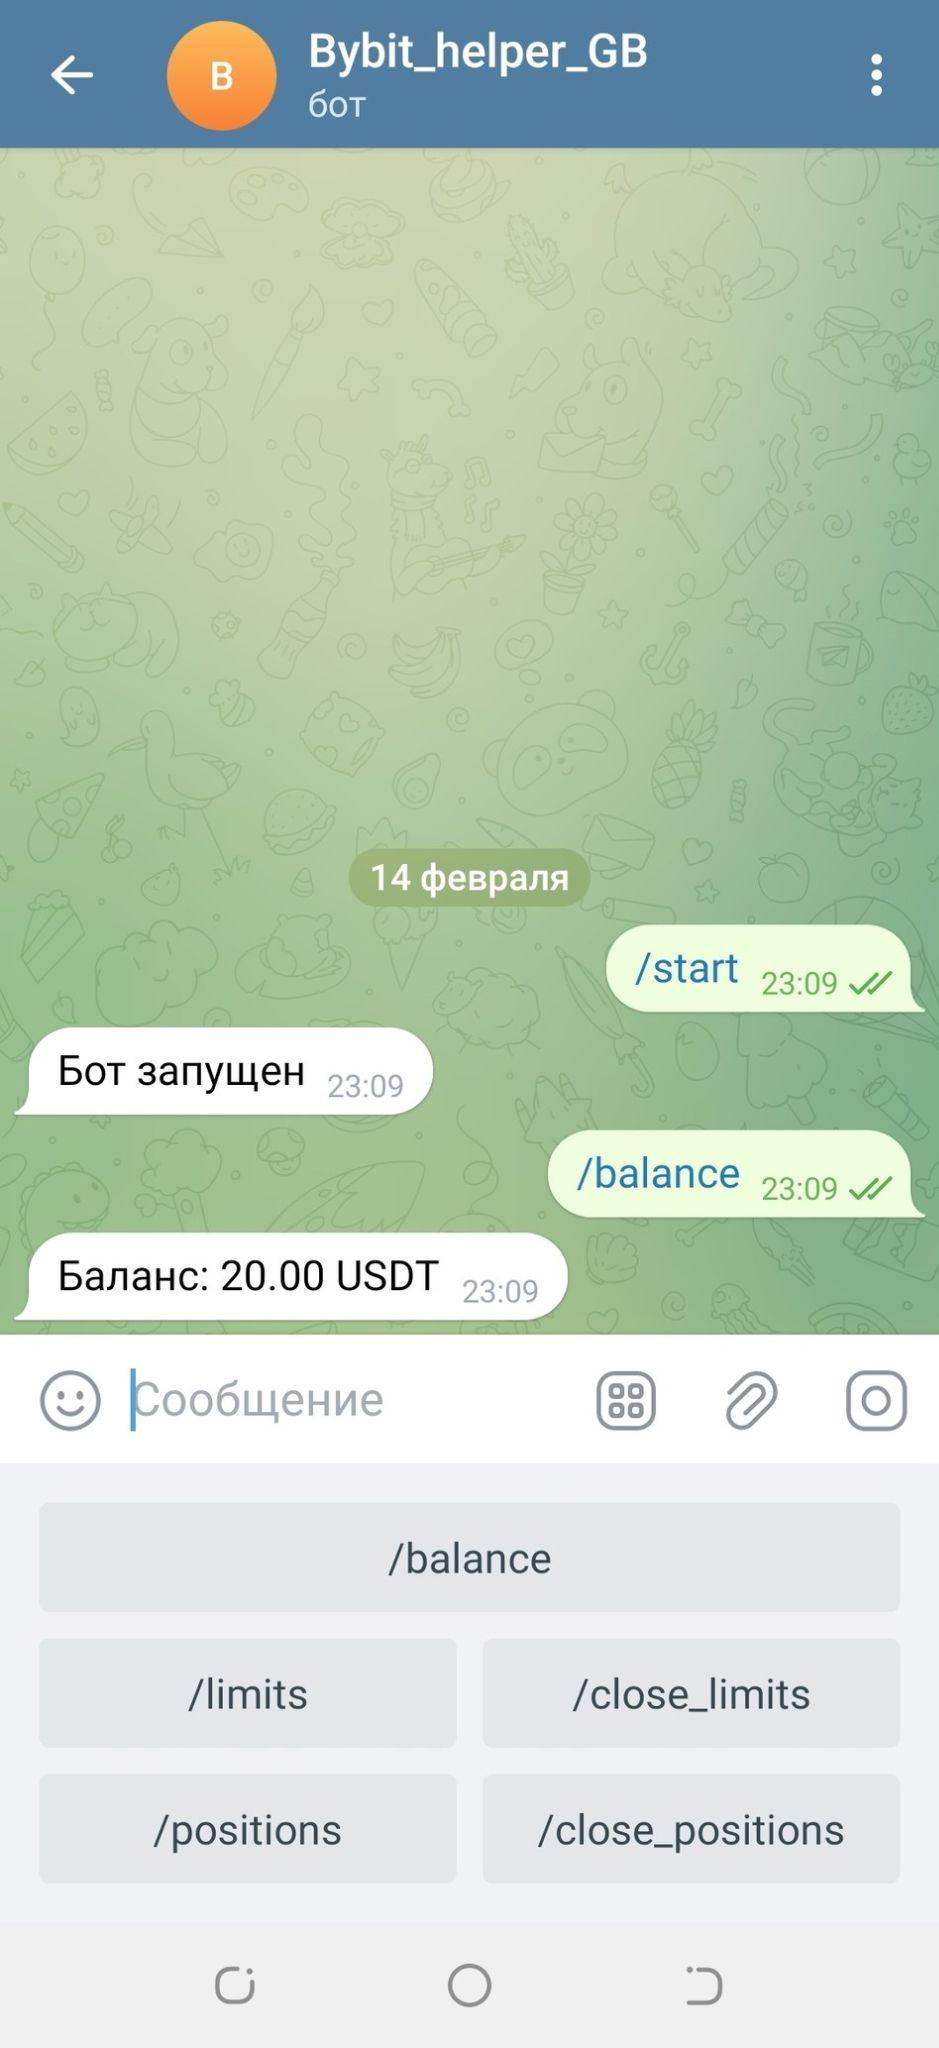 B
Bybit_helper_GB
бот
14 февраля
/start 23:09
Бот запущен 23:09
/balance 23:09
Баланс: 20.00 USDT 23:09
Сообщение
/balance
/limits /close_limits
/positions /close_positions